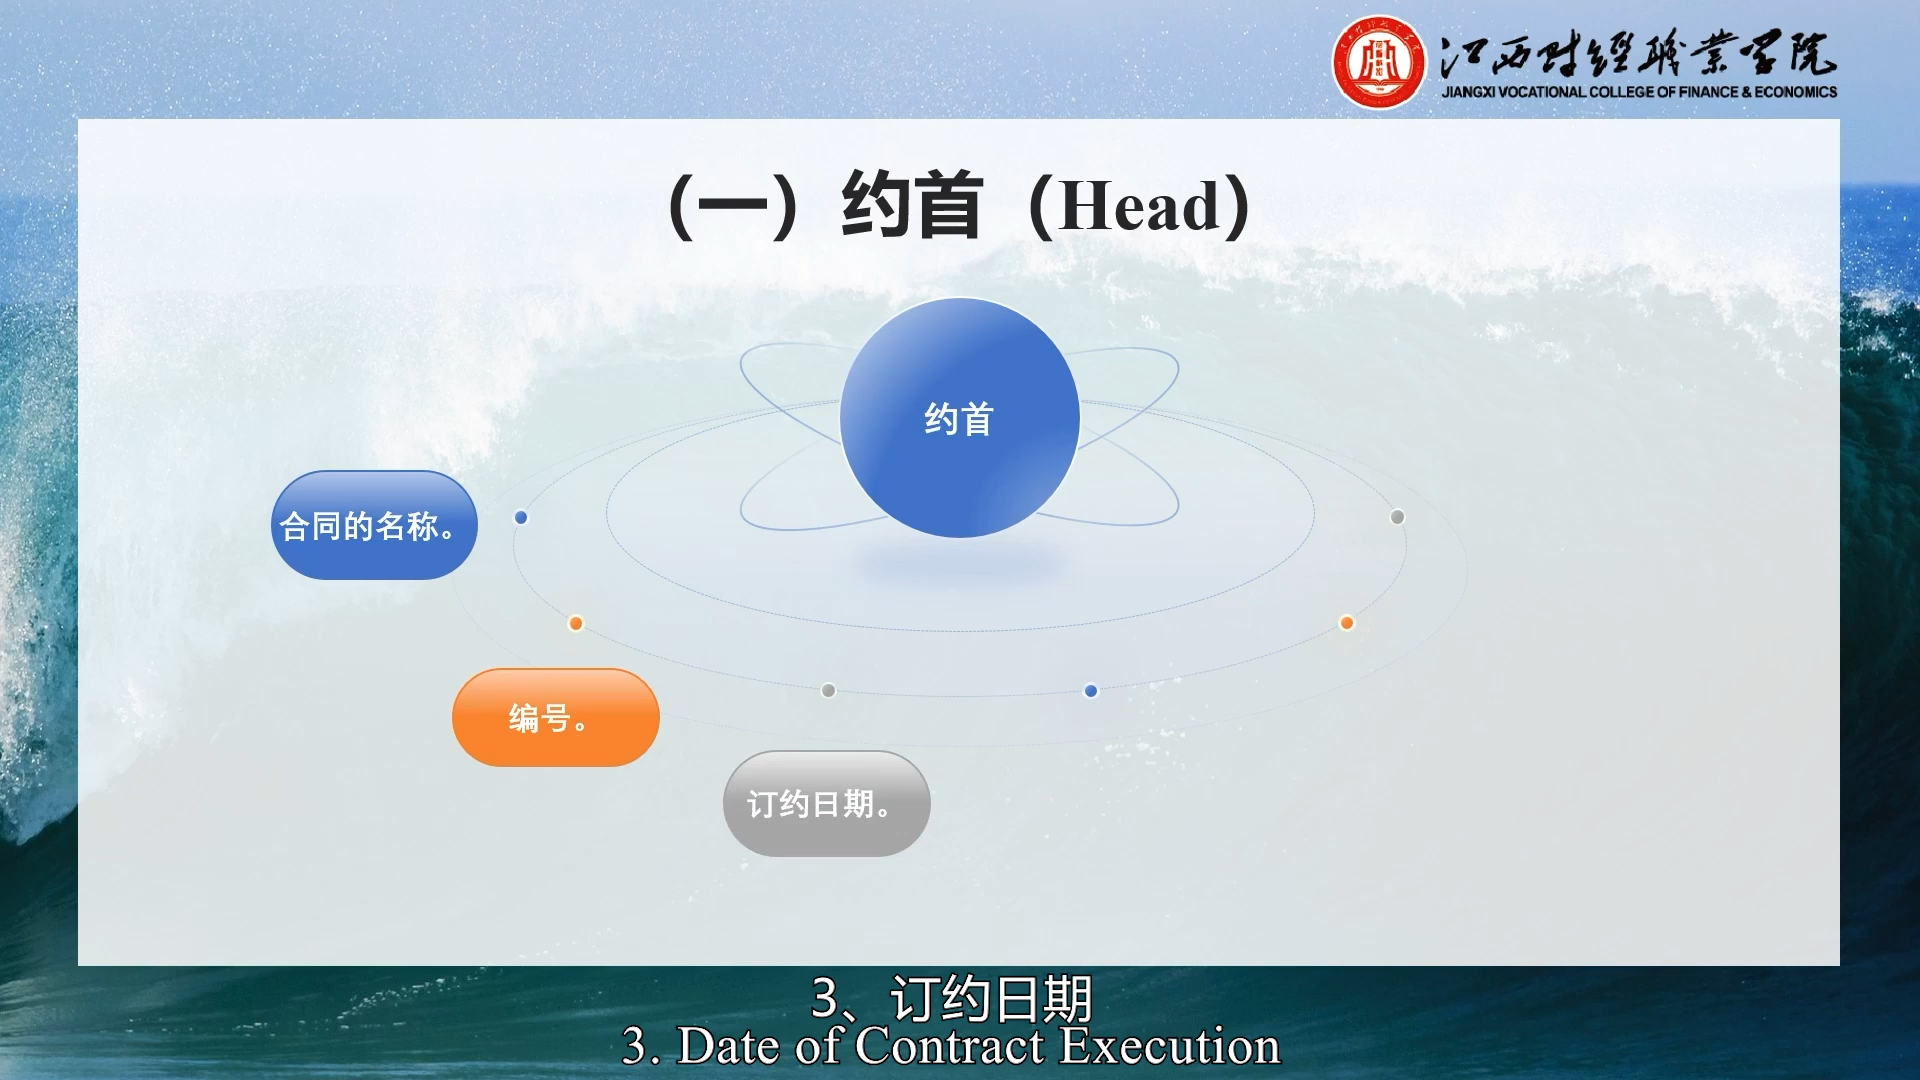 江西财经職業学院
JIANGXI VOCATIONAL COLLEGE OF FINANCE & ECONOMICS
（一）约首（Head）
约首
合同的名称。
编号。
订约日期。
3、订约日期
3. Date of Contract Execution